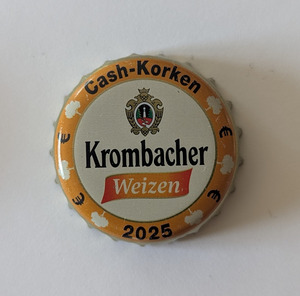 Cash-Korken
€ €
Krombacher
Weizen
€ €
2025